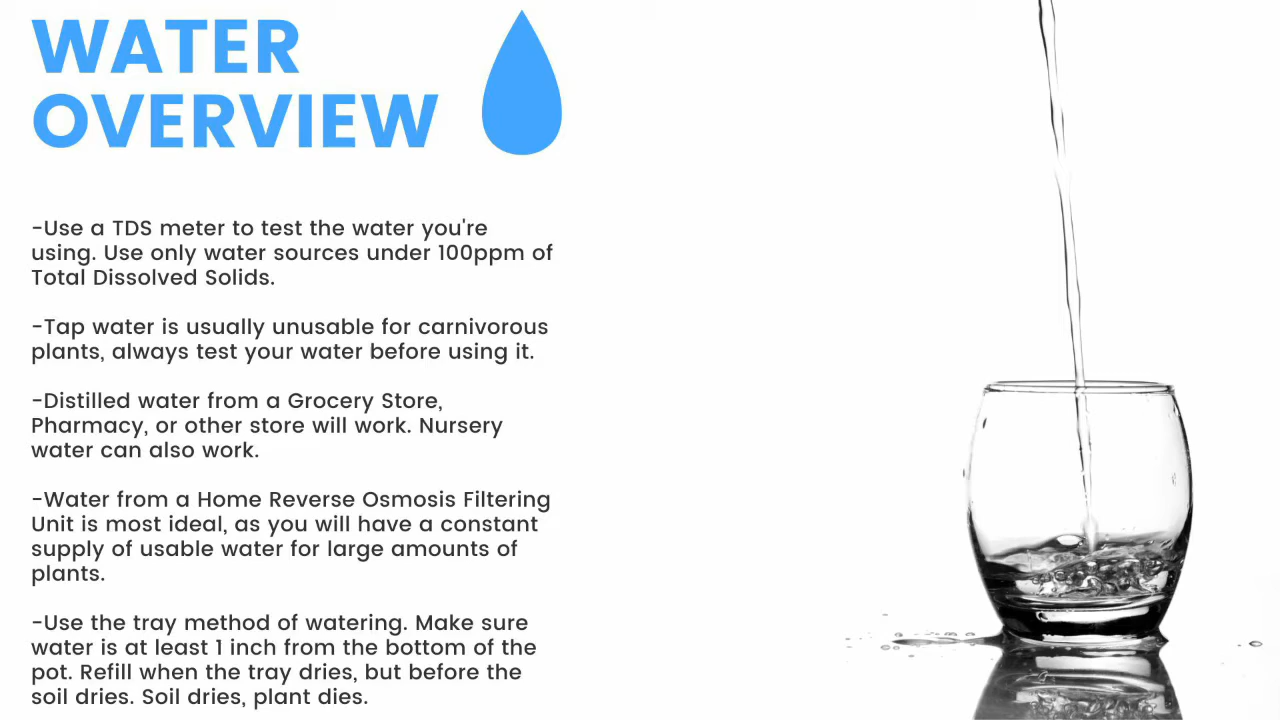 WATER
OVERVIEW
-Use a TDS meter to test the water you're
using. Use only water sources under 100ppm of
Total Dissolved Solids.
-Tap water is usually unusable for carnivorous
plants, always test your water before using it.
-Distilled water from a Grocery Store,
Pharmacy, or other store will work. Nursery
water can also work.
-Water from a Home Reverse Osmosis Filtering
Unit is most ideal, as you will have a constant
supply of usable water for large amounts of
plants.
-Use the tray method of watering. Make sure
water is at least 1 inch from the bottom of the
pot. Refill when the tray dries, but before the
soil dries. Soil dries, plant dies.